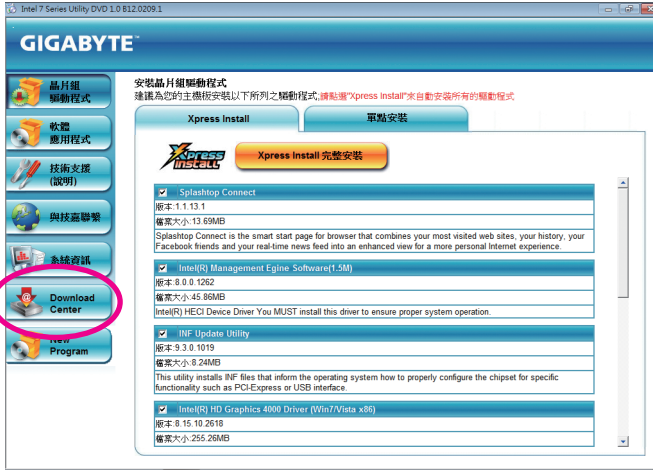 Intel 7 Series Utility DVD 1.0 B12.0209.1
GIGABYTE™
晶片組
驅動程式
軟體
應用程式
技術支援
(說明)
與技嘉聯繫
系統資訊
Download
Center
New
Program
安裝晶片組驅動程式
建議為您的主機板安裝以下所列之驅動程式;請點選"Xpress Install"來自動安裝所有的驅動程式
Xpress Install
單點安裝
Xpress
INSTALL
Xpress Install 完整安裝
Splashtop Connect
版本:1.1.13.1
檔案大小:13.69MB
Splashtop Connect is the smart start page for browser that combines your most visited web sites, your history, your
Facebook friends and your real-time news feed into an enhanced view for a more personal Internet experience.
Intel(R) Management Egine Software(1.5M)
版本:8.0.0.1262
檔案大小:45.86MB
Intel(R) HECI Device Driver You MUST install this driver to ensure proper system operation.
INF Update Utility
版本:9.3.0.1019
檔案大小:8.24MB
This utility installs INF files that inform the operating system how to properly configure the chipset for specific
functionality such as PCI-Express or USB interface.
Intel(R) HD Graphics 4000 Driver (Win7/Vista x86)
版本:8.15.10.2618
檔案大小:255.26MB